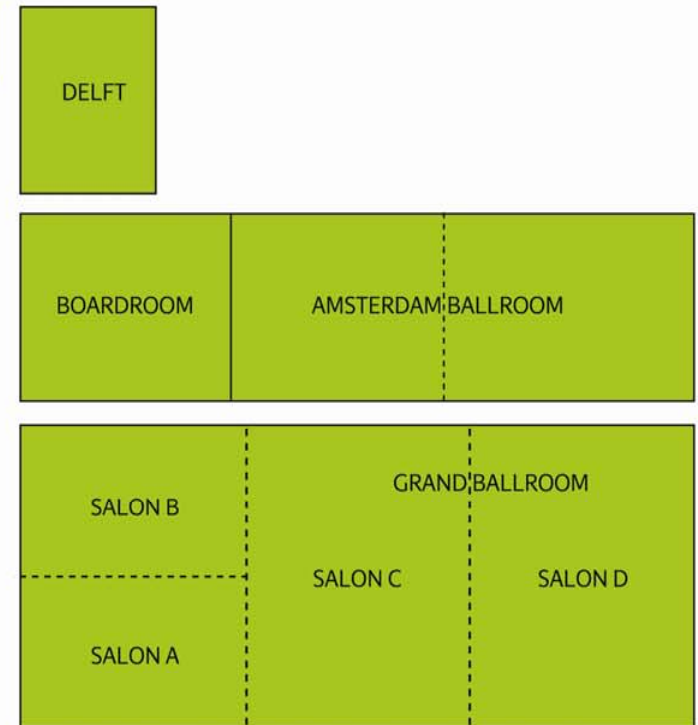 DELFT
BOARDROOM
AMSTERDAM BALLROOM
GRAND BALLROOM
SALON B
SALON C
SALON D
SALON A